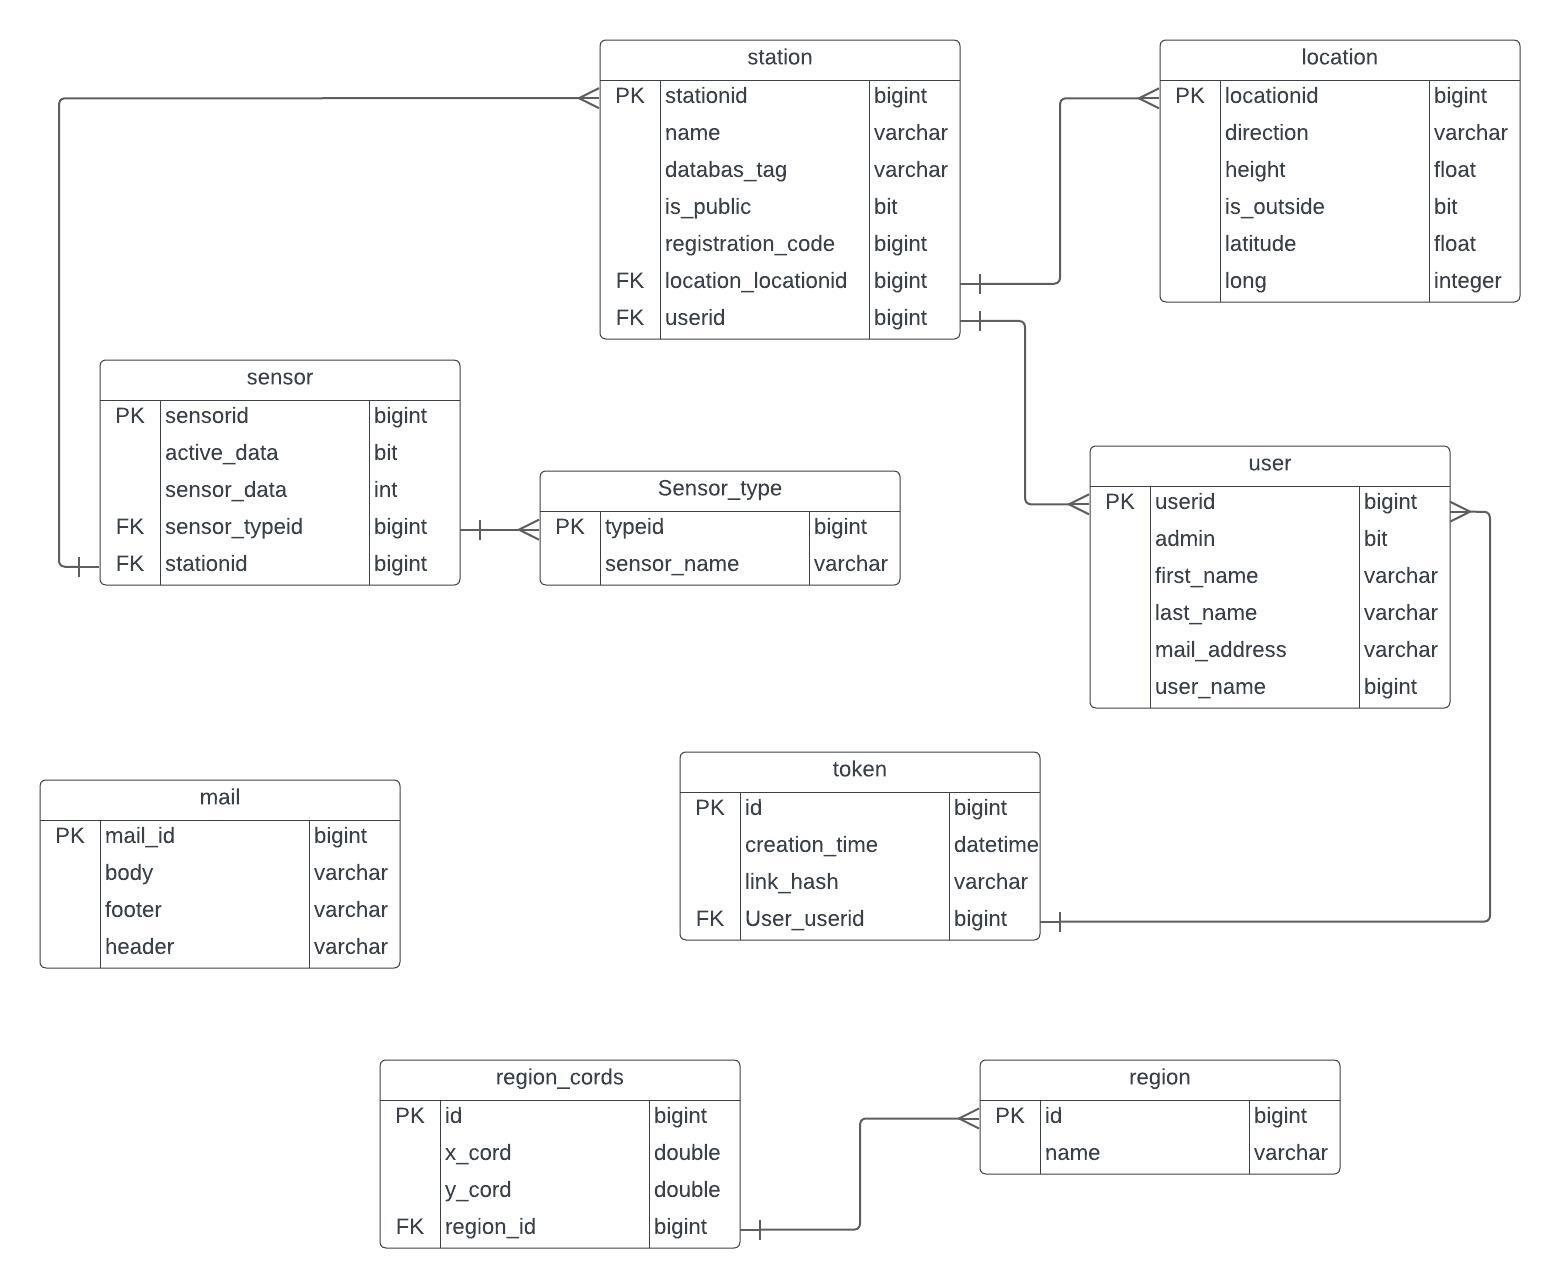 station
PK stationid bigint
name varchar
databas_tag varchar
is_public bit
registration_code bigint
FK location_locationid bigint
FK userid bigint
location
PK locationid bigint
direction varchar
height float
is_outside bit
latitude float
long integer
sensor
PK sensorid bigint
active_data bit
sensor_data int
FK sensor_typeid bigint
FK stationid bigint
Sensor_type
PK typeid bigint
sensor_name varchar
user
PK userid bigint
admin bit
first_name varchar
last_name varchar
mail_address varchar
user_name bigint
mail
PK mail_id bigint
body varchar
footer varchar
header varchar
token
PK id bigint
creation_time datetime
link_hash varchar
FK User_userid bigint
region_cords
PK id bigint
x_cord double
y_cord double
FK region_id bigint
region
PK id bigint
name varchar